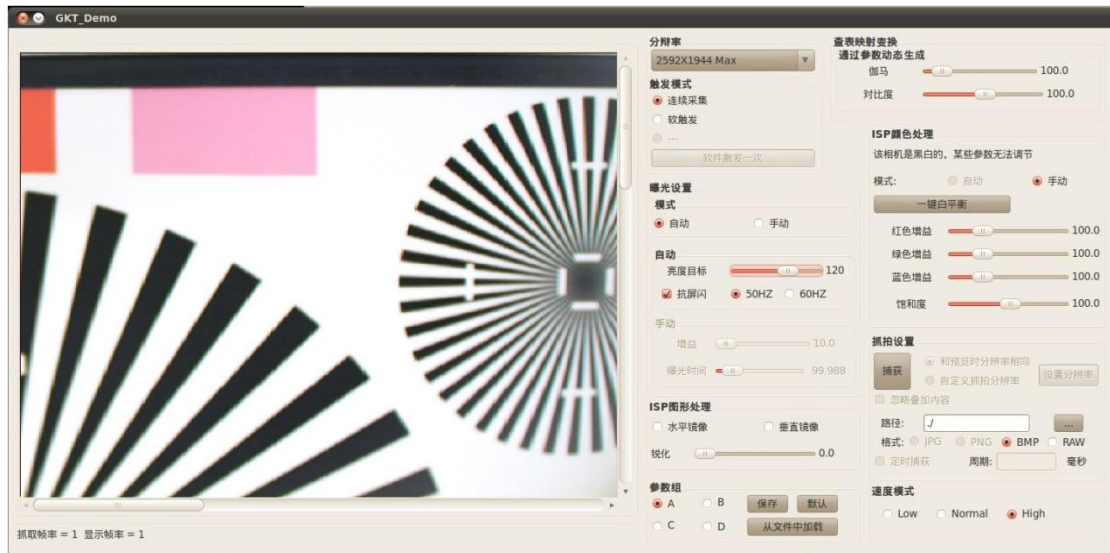 GKT_Demo
分辩率
2592X1944 Max
触发模式
连续采集
软触发
---
软件触发一次
曝光设置
模式
自动 手动
自动
亮度目标 120
抗屏闪 50HZ 60HZ
手动
增益 10.0
曝光时间 99.988
ISP图形处理
水平镜像 垂直镜像
锐化 0.0
参数组
A B 保存 默认
C D 从文件中加载
查表映射变换
通过参数动态生成
伽马 100.0
对比度 100.0
ISP颜色处理
该相机是黑白的，某些参数无法调节
模式: 自动 手动
一键白平衡
红色增益 100.0
绿色增益 100.0
蓝色增益 100.0
饱和度 100.0
抓拍设置
捕获
和预览时分辨率相同
自定义抓拍分辨率 设置分辨率
忽略叠加内容
路径: ./ ...
格式: JPG PNG BMP RAW
定时捕获 周期: 毫秒
速度模式
Low Normal High
抓取帧率 = 1 显示帧率 = 1